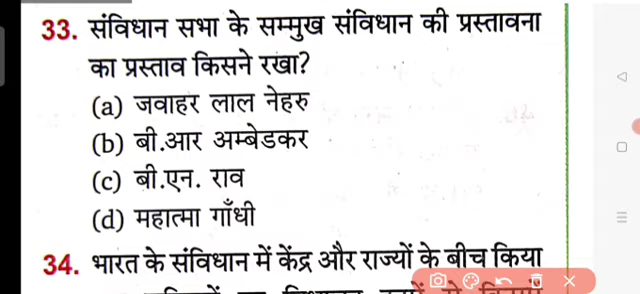 33. संविधान सभा के सम्मुख संविधान की प्रस्तावना
का प्रस्ताव किसने रखा?
(a) जवाहर लाल नेहरु
(b) बी.आर अम्बेडकर
(c) बी.एन. राव
(d) महात्मा गाँधी
34. भारत के संविधान में केंद्र और राज्यों के बीच किया